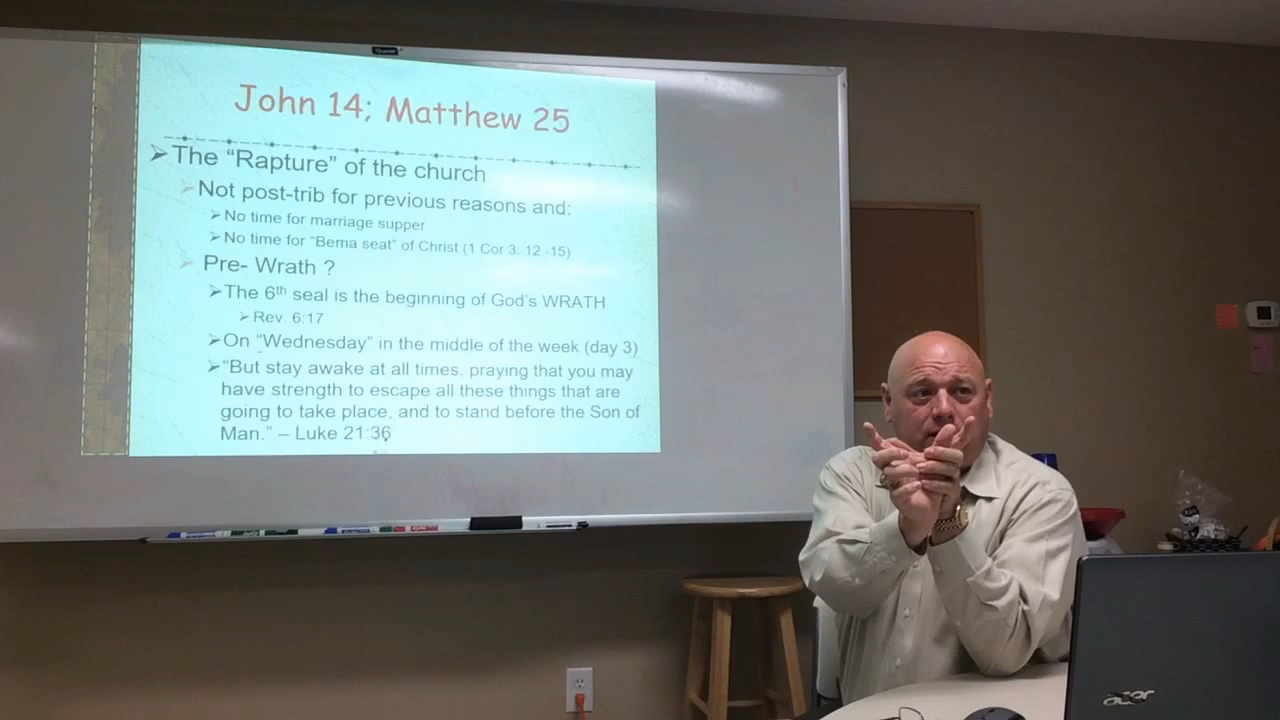 John 14; Matthew 25
The “Rapture” of the church
Not post-trib for previous reasons and:
No time for marriage supper
No time for “Bema seat” of Christ (1 Cor 3: 12 -15)
Pre- Wrath ?
The 6th seal is the beginning of God's WRATH
Rev. 6:17
On “Wednesday” in the middle of the week (day 3)
“But stay awake at all times, praying that you may
have strength to escape all these things that are
going to take place, and to stand before the Son of
Man.” – Luke 21:36
acer